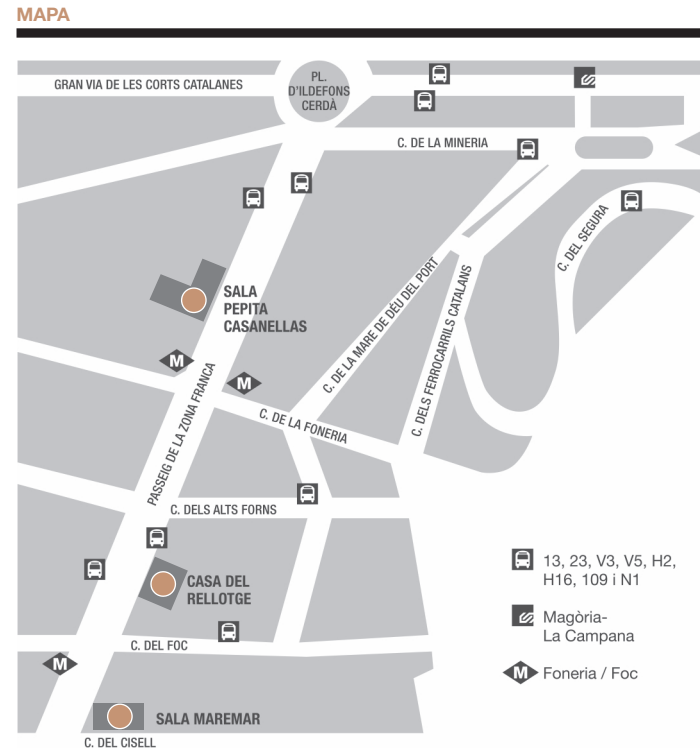 MAPA
GRAN VIA DE LES CORTS CATALANES
PL.
D'ILDEFONS
CERDÀ
C. DE LA MINERIA
C. DEL SEGURA
SALA
PEPITA
CASANELLAS
C. DE LA MARE DE DÉU DEL PORT
C. DELS FERROCARRILS CATALANS
M
M
PASSEIG DE LA ZONA FRANCA
C. DE LA FONERIA
C. DELS ALTS FORNS
CASA DEL
RELLOTGE
C. DEL FOC
M
SALA MAREMAR
C. DEL CISELL
13, 23, V3, V5, H2,
H16, 109 i N1
Magòria-
La Campana
M Foneria / Foc